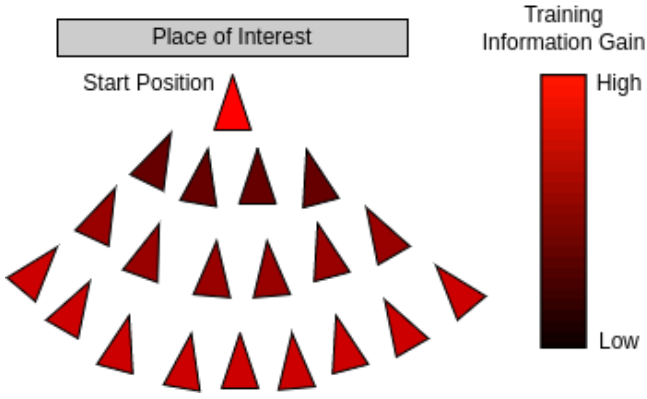 Training
Information Gain
Place of Interest
Start Position
High
Low